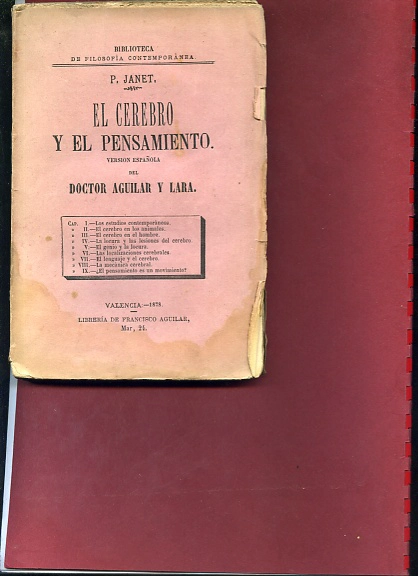 BIBLIOTECA
DE FILOSOFÍA CONTEMPORÁNEA
P. JANET.
EL CEREBRO
Y EL PENSAMIENTO.
VERSION ESPAÑOLA
DEL
DOCTOR AGUILAR Y LARA.
CAP. I.—Los estudios contemporáneos.
» II.—El cerebro en los animales.
» III.—El cerebro en el hombre.
» IV.—La locura y las lesiones del cerebro.
» V.—El genio y la locura.
» VI.—Las localizaciones cerebrales
» VII.—El lenguaje y el cerebro.
» VIII.—La mecánica cerebral.
» IX.—¿El pensamiento es un movimiento?
VALENCIA:—1878.
LIBRERÍA DE FRANCISCO AGUILAR,
Mar, 24.